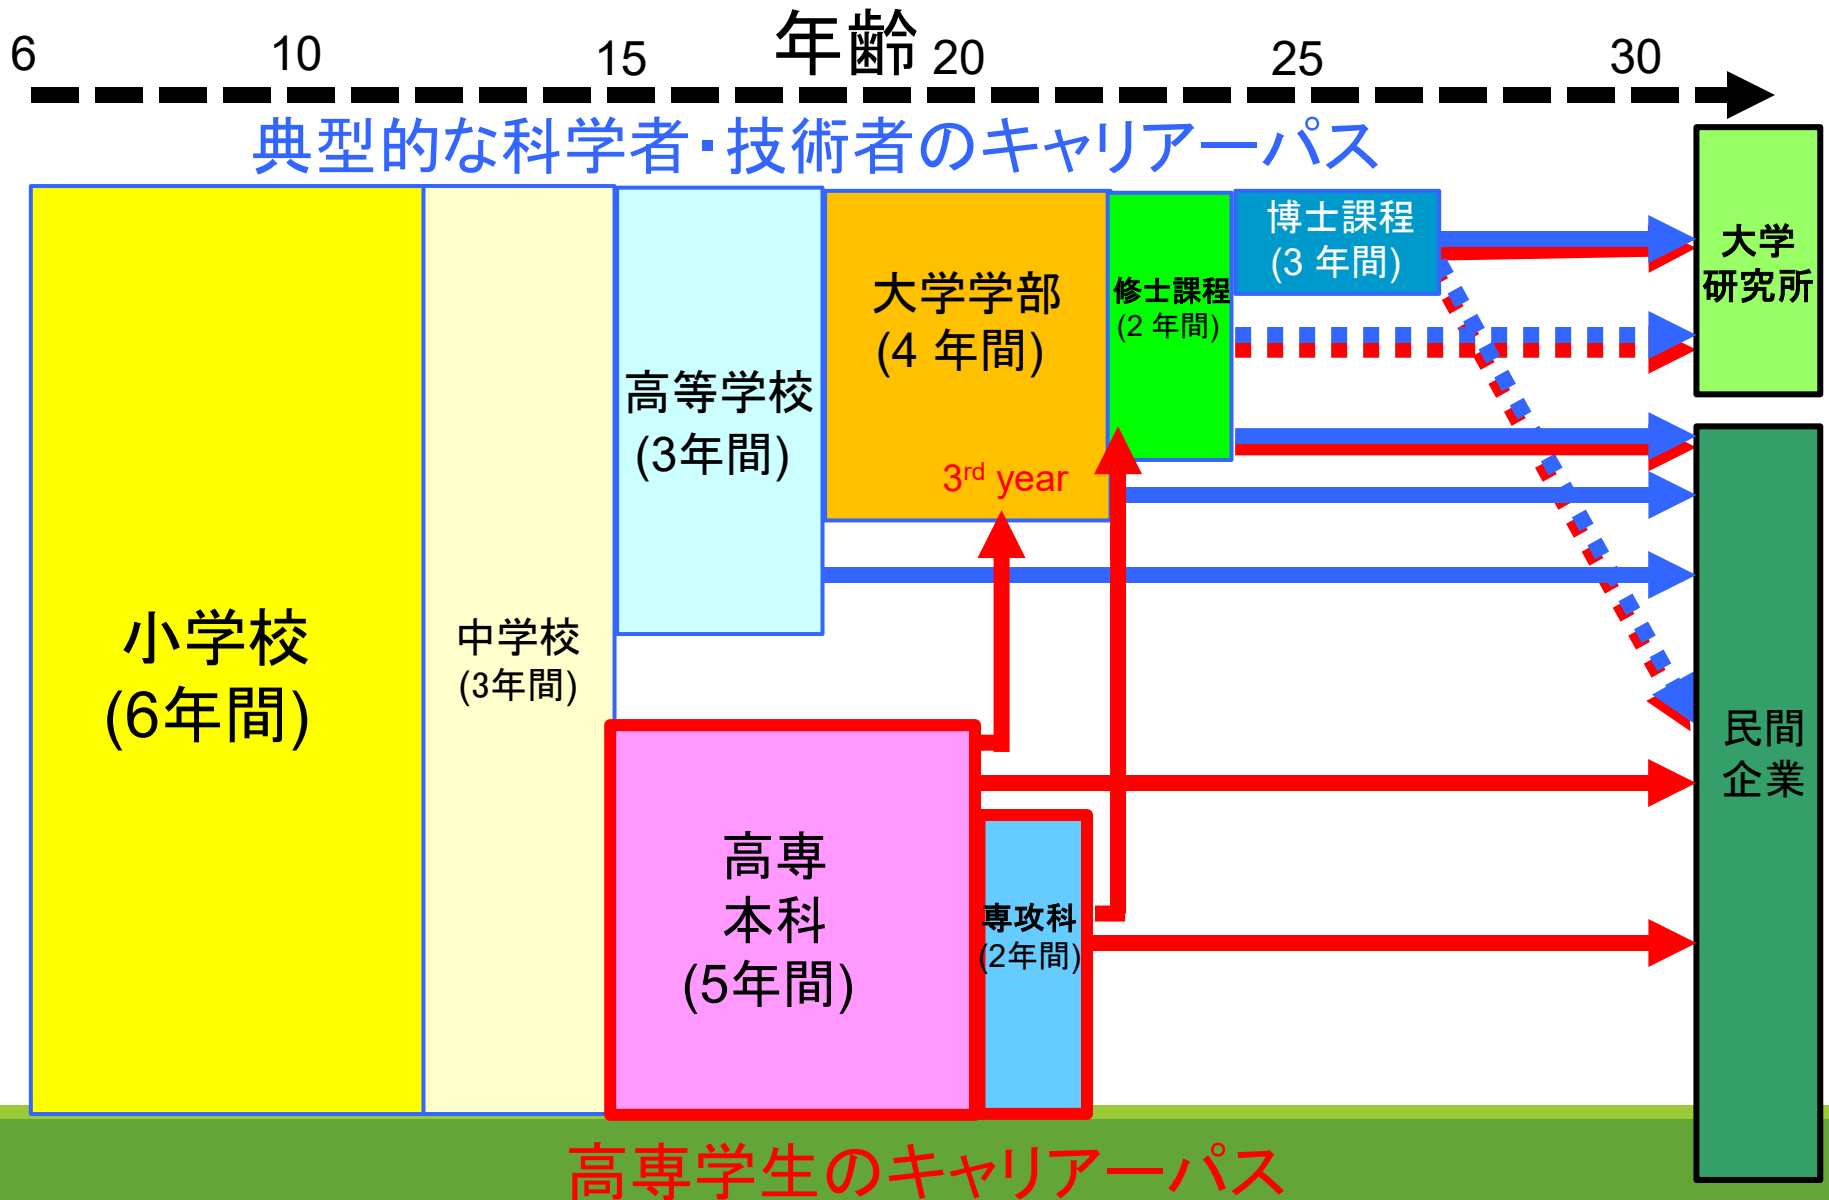 年齢
6
10
15
20
25
30
典型的な科学者・技術者のキャリアーパス
小学校
(6年間)
中学校
(3年間)
高等学校
(3年間)
大学学部
(4 年間)
3rd year
修士課程
(2 年間)
博士課程
(3 年間)
大学
研究所
民間
企業
高専
本科
(5年間)
専攻科
(2年間)
高専学生のキャリアーパス